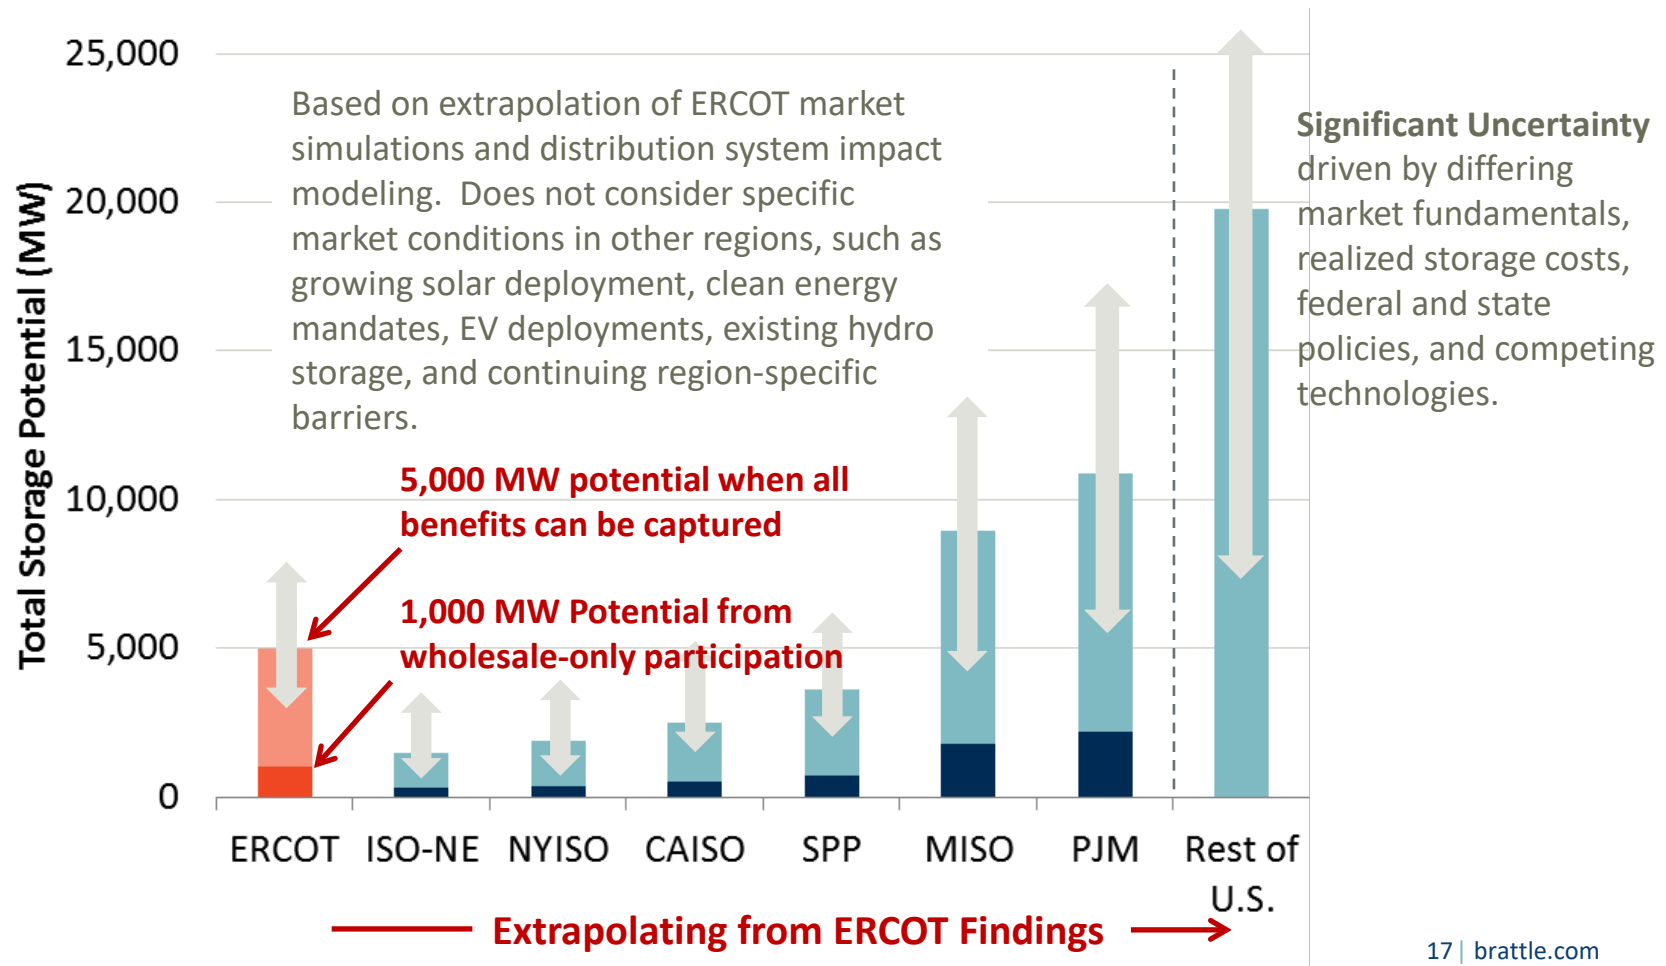 25,000
20,000
15,000
10,000
5,000
0
Total Storage Potential (MW)
Based on extrapolation of ERCOT market
simulations and distribution system impact
modeling.  Does not consider specific
market conditions in other regions, such as
growing solar deployment, clean energy
mandates, EV deployments, existing hydro
storage, and continuing region-specific
barriers.
Significant Uncertainty
driven by differing
market fundamentals,
realized storage costs,
federal and state
policies, and competing
technologies.
5,000 MW potential when all
benefits can be captured
1,000 MW Potential from
wholesale-only participation
ERCOT
ISO-NE
NYISO
CAISO
SPP
MISO
PJM
Rest of
U.S.
Extrapolating from ERCOT Findings
17 | brattle.com